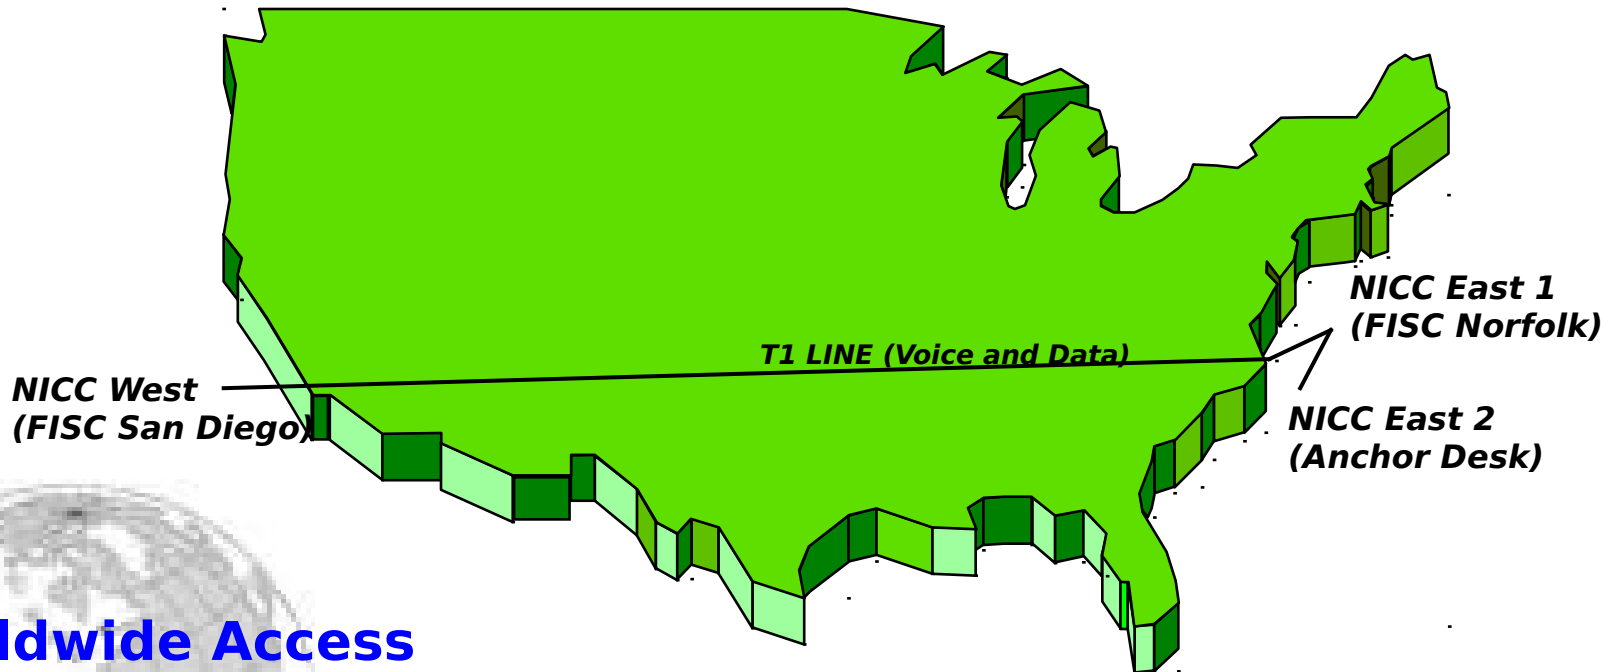 NICC East 1
(FISC Norfolk)
T1 LINE (Voice and Data)
NICC West
(FISC San Diego)
NICC East 2
(Anchor Desk)
ldwide Access